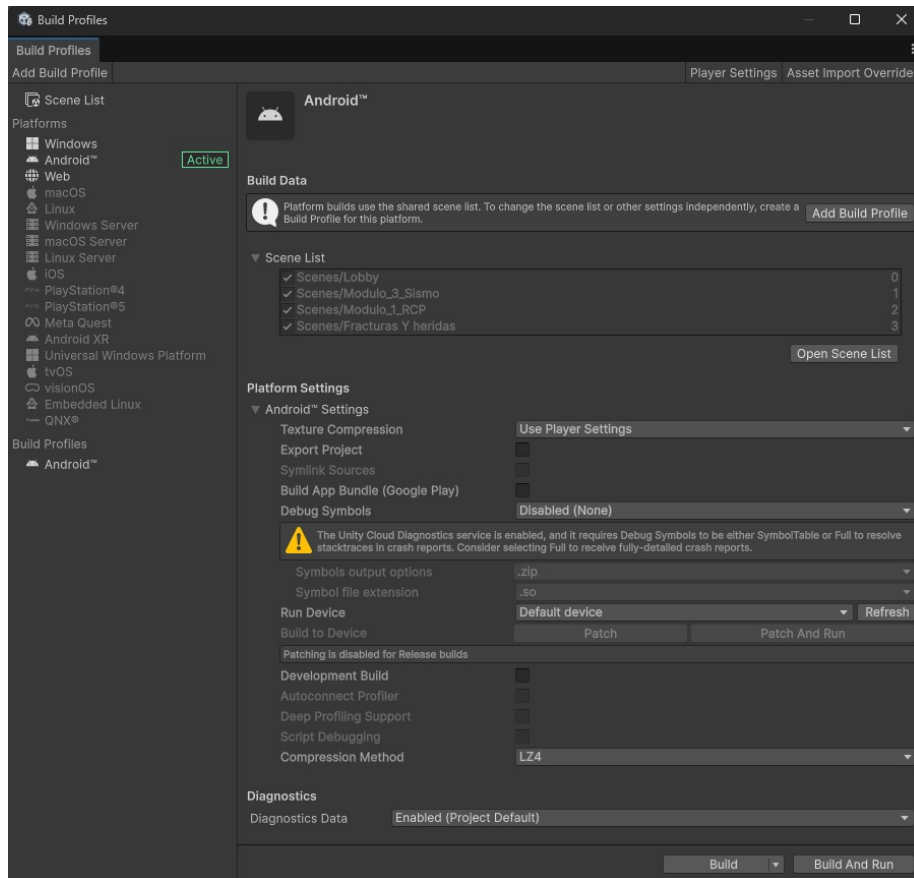 Build Profiles
Build Profiles
Add Build Profile
Player Settings
Asset Import Override
Scene List
Platforms
Windows
Android™
Active
Web
macOS
Linux
Windows Server
macOS Server
Linux Server
iOS
PlayStation®4
PlayStation®5
Meta Quest
Android XR
Universal Windows Platform
tvOS
visionOS
Embedded Linux
QNX®
Build Profiles
Android™
Android™
Build Data
Platform builds use the shared scene list. To change the scene list or other settings independently, create a
Build Profile for this platform.
Add Build Profile
Scene List
Scenes/Lobby 0
Scenes/Modulo_3_Sismo 1
Scenes/Modulo_1_RCP 2
Scenes/Fracturas Y heridas 3
Open Scene List
Platform Settings
Android™ Settings
Texture Compression Use Player Settings
Export Project
Symlink Sources
Build App Bundle (Google Play)
Debug Symbols Disabled (None)
The Unity Cloud Diagnostics service is enabled, and it requires Debug Symbols to be either SymbolTable or Full to resolve
stacktraces in crash reports. Consider selecting Full to receive fully-detailed crash reports.
Symbols output options .zip
Symbol file extension .so
Run Device Default device Refresh
Build to Device Patch Patch And Run
Patching is disabled for Release builds
Development Build
Autoconnect Profiler
Deep Profiling Support
Script Debugging
Compression Method LZ4
Diagnostics
Diagnostics Data Enabled (Project Default)
Build Build And Run